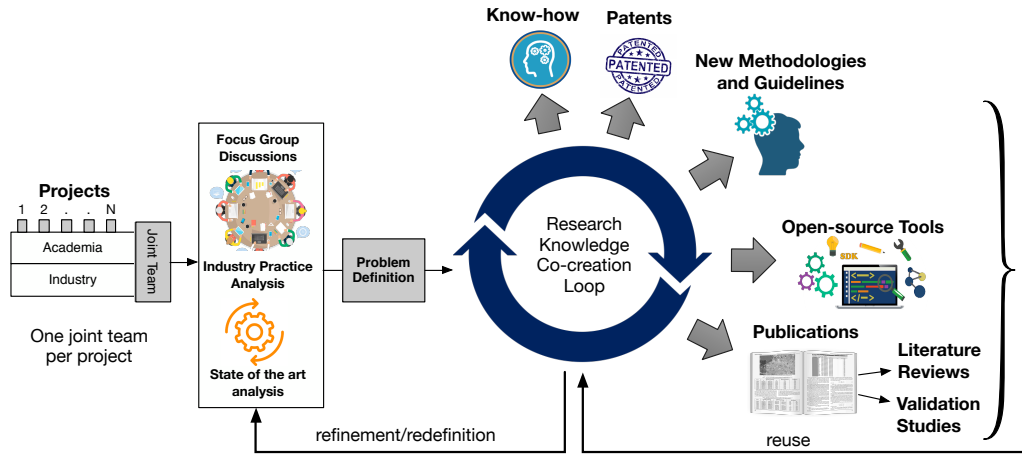 Projects
1 2 . . N
Academia
Industry
Joint Team
One joint team
per project
Focus Group
Discussions
Industry Practice
Analysis
State of the art
analysis
Problem
Definition
Research
Knowledge
Co-creation
Loop
Know-how
Patents
PATENTED
PATENTED
PATENTED
New Methodologies
and Guidelines
Open-source Tools
SDK
</>
Publications
Literature
Reviews
Validation
Studies
refinement/redefinition
reuse